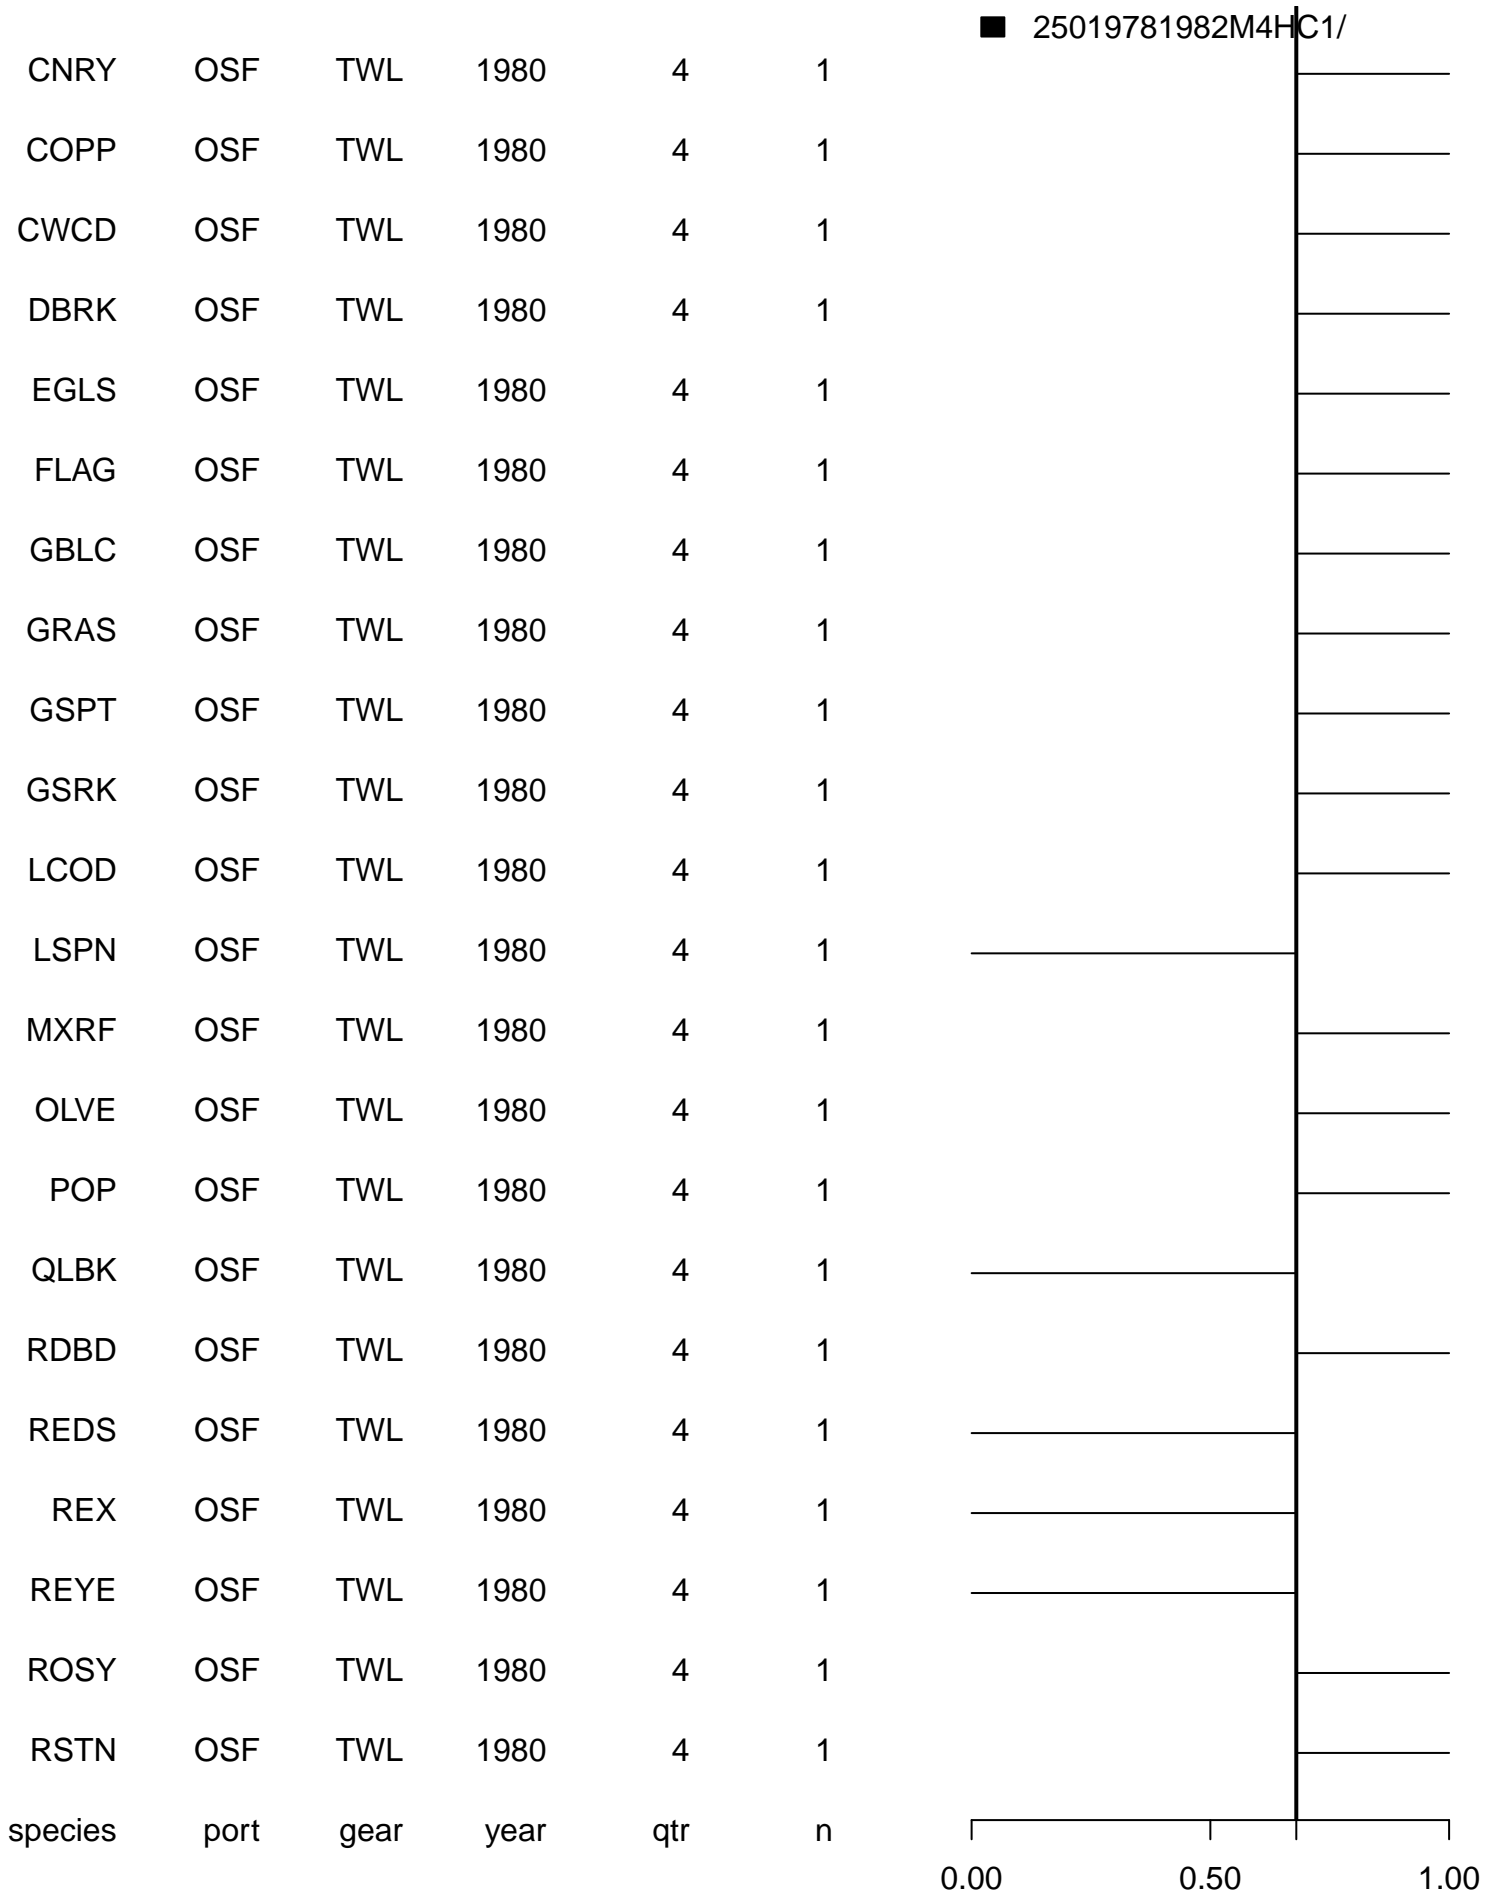 25019781982M4HC1/
CNRY OSF TWL 1980 4 1
COPP OSF TWL 1980 4 1
CWCD OSF TWL 1980 4 1
DBRK OSF TWL 1980 4 1
EGLS OSF TWL 1980 4 1
FLAG OSF TWL 1980 4 1
GBLC OSF TWL 1980 4 1
GRAS OSF TWL 1980 4 1
GSPT OSF TWL 1980 4 1
GSRK OSF TWL 1980 4 1
LCOD OSF TWL 1980 4 1
LSPN OSF TWL 1980 4 1
MXRF OSF TWL 1980 4 1
OLVE OSF TWL 1980 4 1
POP OSF TWL 1980 4 1
QLBK OSF TWL 1980 4 1
RDBD OSF TWL 1980 4 1
REDS OSF TWL 1980 4 1
REX OSF TWL 1980 4 1
REYE OSF TWL 1980 4 1
ROSY OSF TWL 1980 4 1
RSTN OSF TWL 1980 4 1
species port gear year qtr n
0.00 0.50 1.00